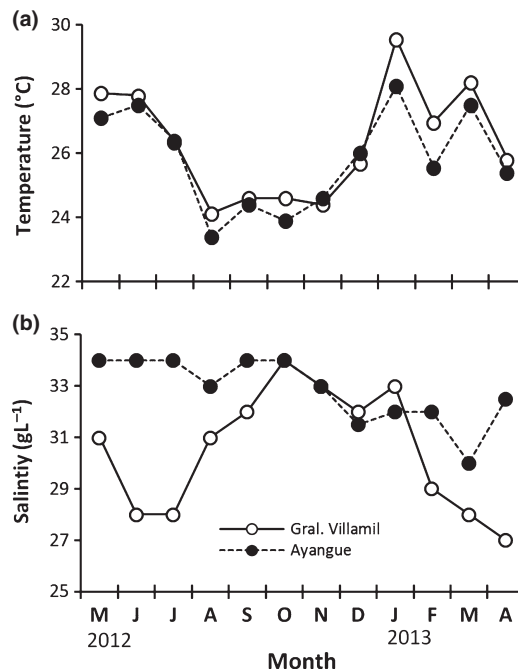 (a)
30
28
26
24
22
Temperature (°C)
(b)
35
33
31
29
27
25
Salintiy (gL⁻¹)
Gral. Villamil
Ayangue
M J J A S O N D J F M A
2012 2013
Month